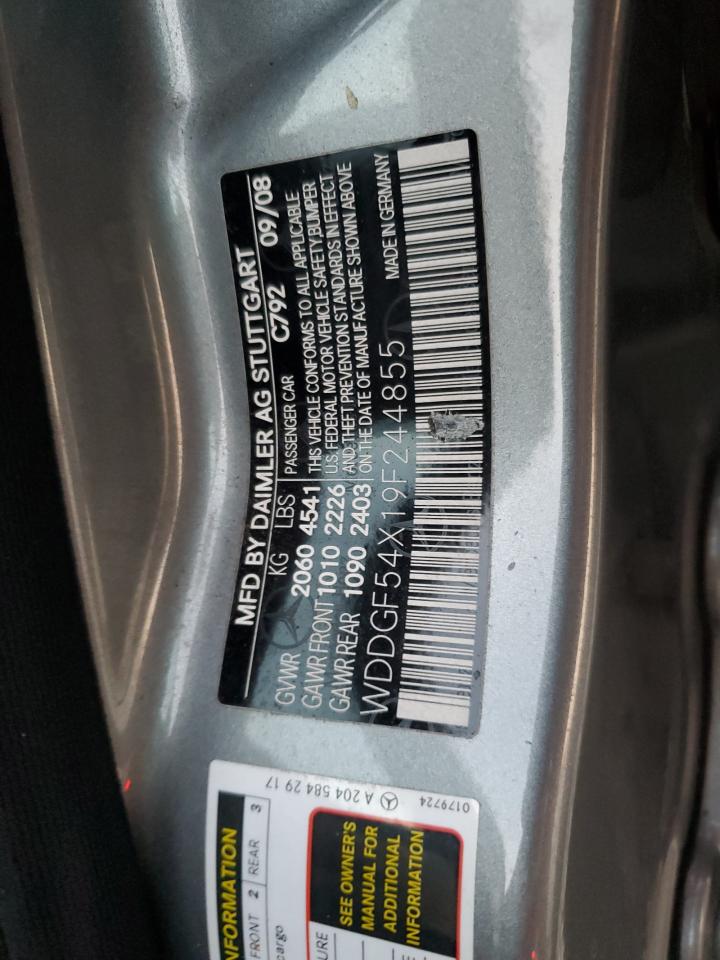 MFD BY DAIMLER AG STUTTGART
KG LBS PASSENGER CAR C792 09/08
GVWR 2060 4541 THIS VEHICLE CONFORMS TO ALL APPLICABLE
GAWR FRONT 1010 2226 U.S. FEDERAL MOTOR VEHICLE SAFETY, BUMPER
GAWR REAR 1090 2403 AND THEFT PREVENTION STANDARDS IN EFFECT
ON THE DATE OF MANUFACTURE SHOWN ABOVE
WDDGF54X19F244855 MADE IN GERMANY
A 204 584 29 17
0179724
NFORMATION
FRONT 2 REAR 3
cargo
URE
SEE OWNER'S
MANUAL FOR
ADDITIONAL
INFORMATION